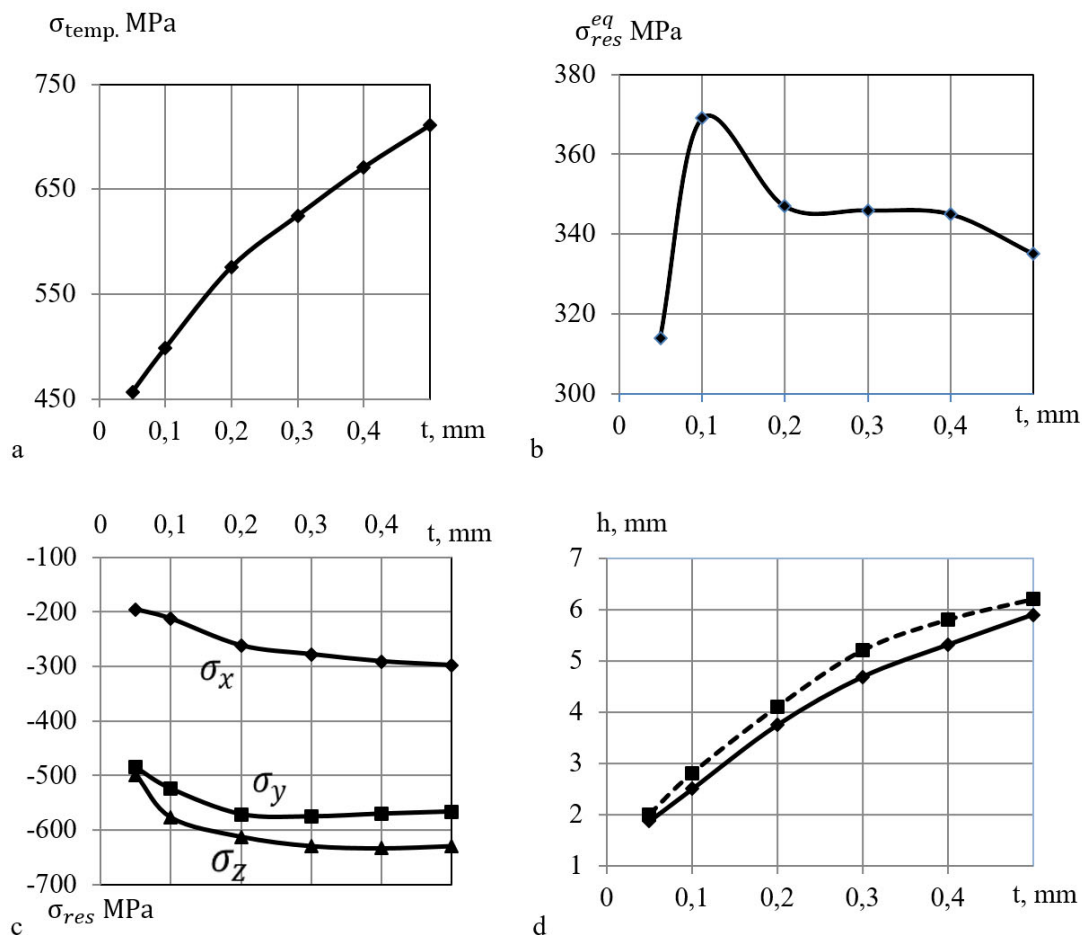 σtemp. MPa
750
650
550
450
0 0,1 0,2 0,3 0,4 t, mm
a
σ_res^eq MPa
380
360
340
320
300
0 0,1 0,2 0,3 0,4 t, mm
b
0 0,1 0,2 0,3 0,4 t, mm
-100
-200
-300
-400
-500
-600
-700
σx
σy
σz
σres MPa
c
h, mm
7
6
5
4
3
2
1
0 0,1 0,2 0,3 0,4 t, mm
d